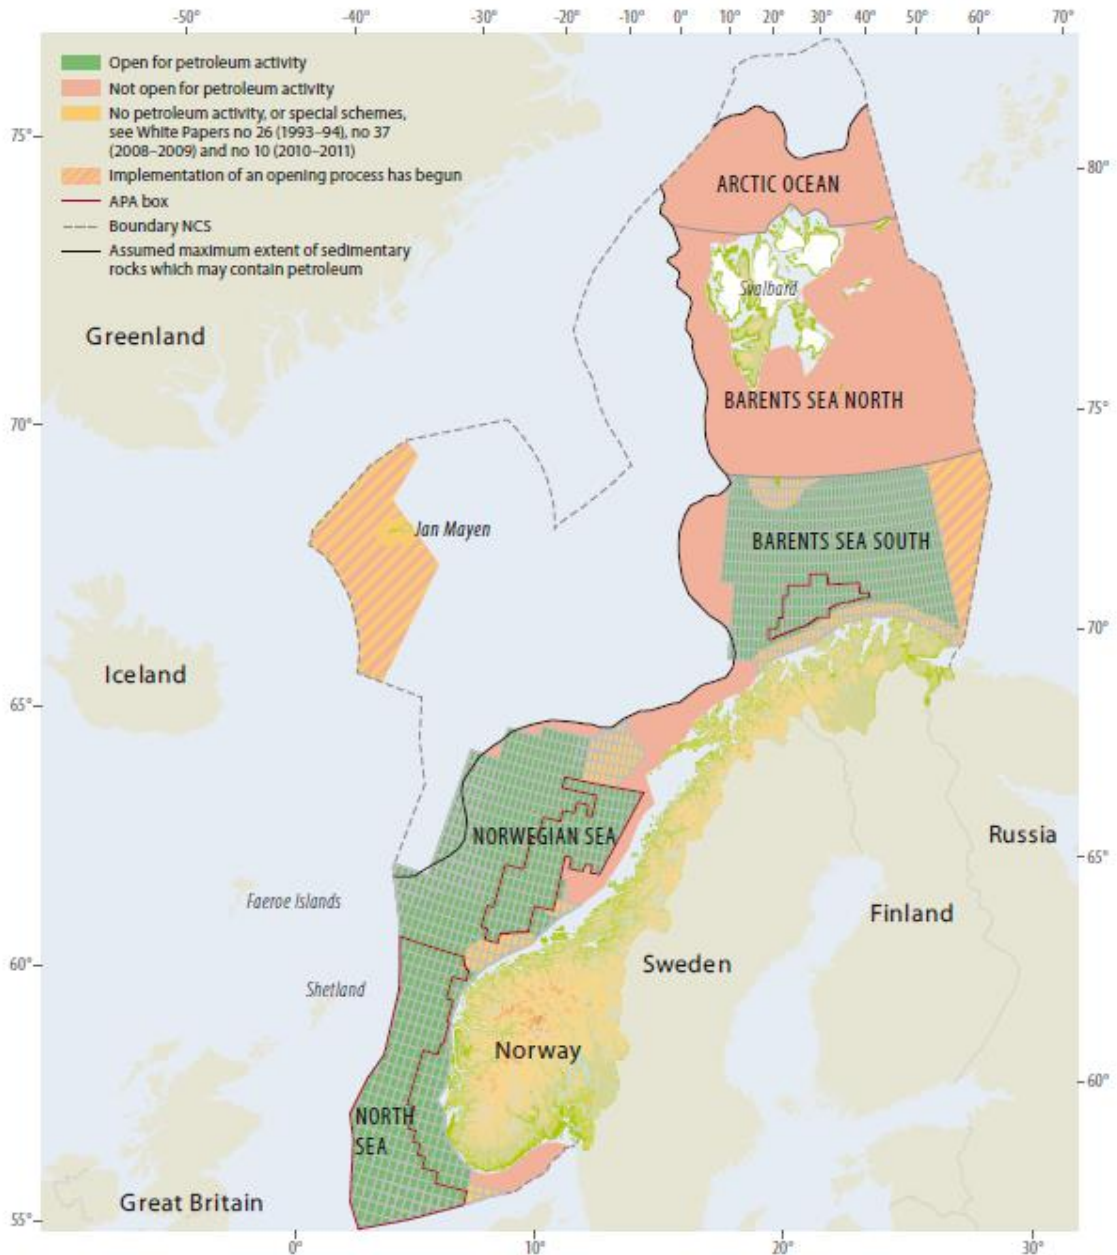 -50° -40° -30° -20° -10° 0° 10° 20° 30° 40° 50° 60° 70°
Open for petroleum activity
Not open for petroleum activity
No petroleum activity, or special schemes,
see White Papers no 26 (1993–94), no 37
(2008–2009) and no 10 (2010–2011)
Implementation of an opening process has begun
APA box
Boundary NCS
Assumed maximum extent of sedimentary
rocks which may contain petroleum
75°
80°
ARCTIC OCEAN
Svalbard
Greenland
BARENTS SEA NORTH
75°
70°
Jan Mayen
BARENTS SEA SOUTH
70°
Iceland
65°
NORWEGIAN SEA
Russia
65°
Faeroe Islands
Finland
60°
Sweden
Shetland
Norway
60°
NORTH
SEA
Great Britain
55°
0° 10° 20° 30°